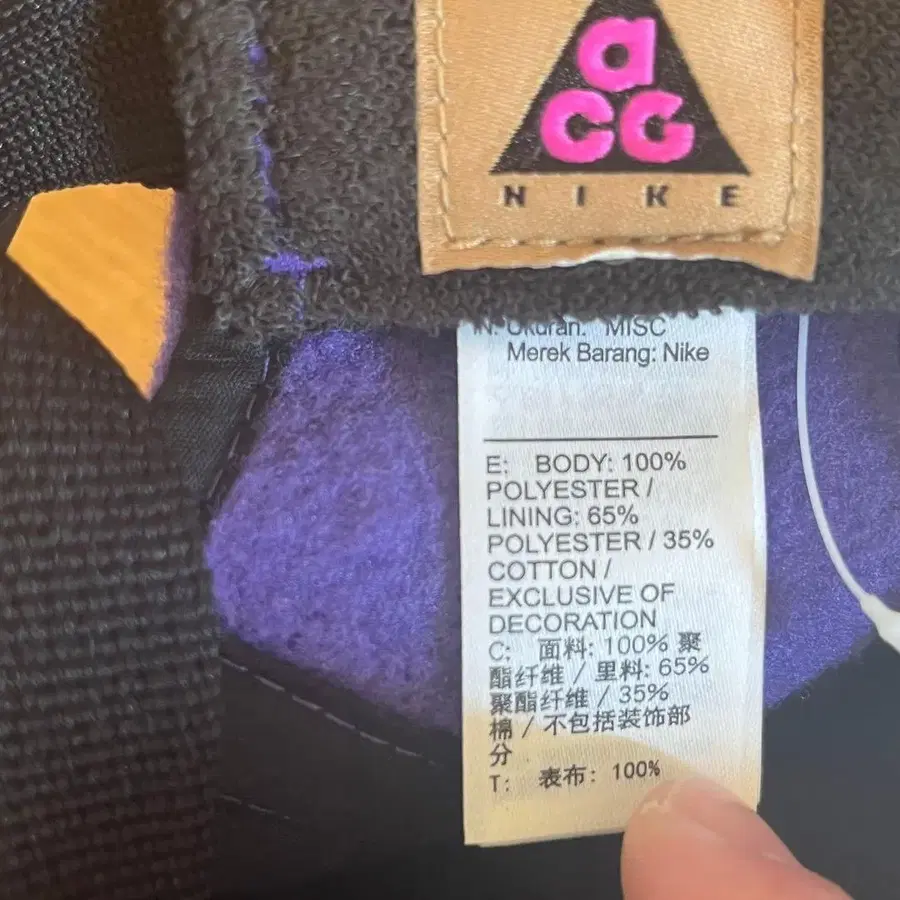 aCG
NIKE
IN: Ukuran: MISC
Merek Barang: Nike
E: BODY: 100%
POLYESTER /
LINING: 65%
POLYESTER / 35%
COTTON /
EXCLUSIVE OF
DECORATION
C: 面料: 100% 聚
酯纤维 / 里料: 65%
聚酯纤维 / 35%
棉 / 不包括装饰部
分
T: 表布: 100%